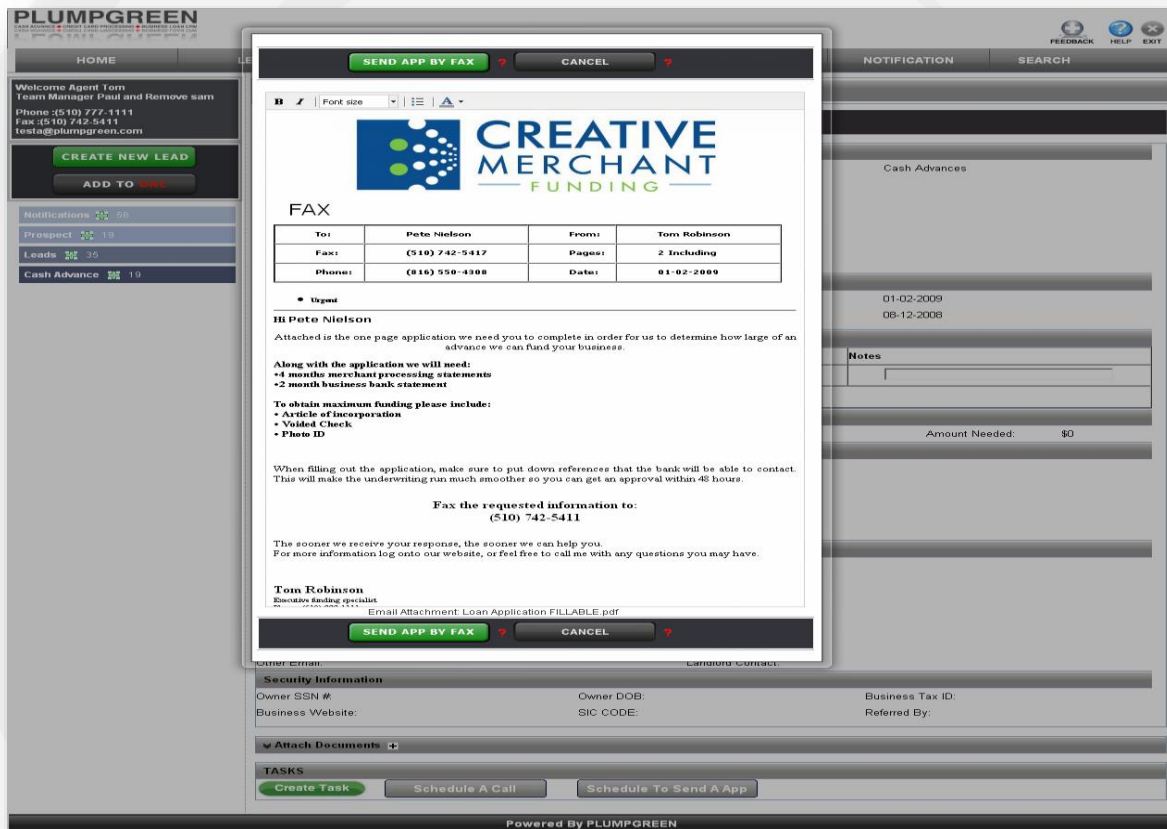 PLUMPGREEN
CASH ADVANCE ● CREDIT CARD PROCESSING ● BUSINESS LOAN LPW
FEEDBACK HELP EXIT
HOME LE NOTIFICATION SEARCH
Welcome Agent Tom
Team Manager Paul and Remove sam
Phone :(510) 777-1111
Fax :(510) 742-5411
testa@plumpgreen.com
CREATE NEW LEAD
ADD TO DNC
Notifications 60
Prospect 19
Leads 35
Cash Advance 19
SEND APP BY FAX ? CANCEL ?
B I Font size A
CREATIVE
MERCHANT
FUNDING
FAX
To: Pete Nielson From: Tom Robinson
Fax: (510) 742-5417 Pages: 2 Including
Phone: (816) 550-4308 Date: 01-02-2009
• Urgent
Hi Pete Nielson
Attached is the one page application we need you to complete in order for us to determine how large of an
advance we can fund your business.
Along with the application we will need:
•4 months merchant processing statements
•2 month business bank statement
To obtain maximum funding please include:
• Article of incorporation
• Voided Check
• Photo ID
When filling out the application, make sure to put down references that the bank will be able to contact.
This will make the underwriting run much smoother so you can get an approval within 48 hours.
Fax the requested information to:
(510) 742-5411
The sooner we receive your response, the sooner we can help you.
For more information log onto our website, or feel free to call me with any questions you may have.
Tom Robinson
Executive funding specialist
Email Attachment: Loan Application FILLABLE.pdf
SEND APP BY FAX ? CANCEL ?
Cash Advances
01-02-2009
08-12-2008
Notes
Amount Needed: $0
Other Email: Landlord Contact:
Security Information
Owner SSN #: Owner DOB: Business Tax ID:
Business Website: SIC CODE: Referred By:
Attach Documents +
TASKS
Create Task Schedule A Call Schedule To Send A App
Powered By PLUMPGREEN